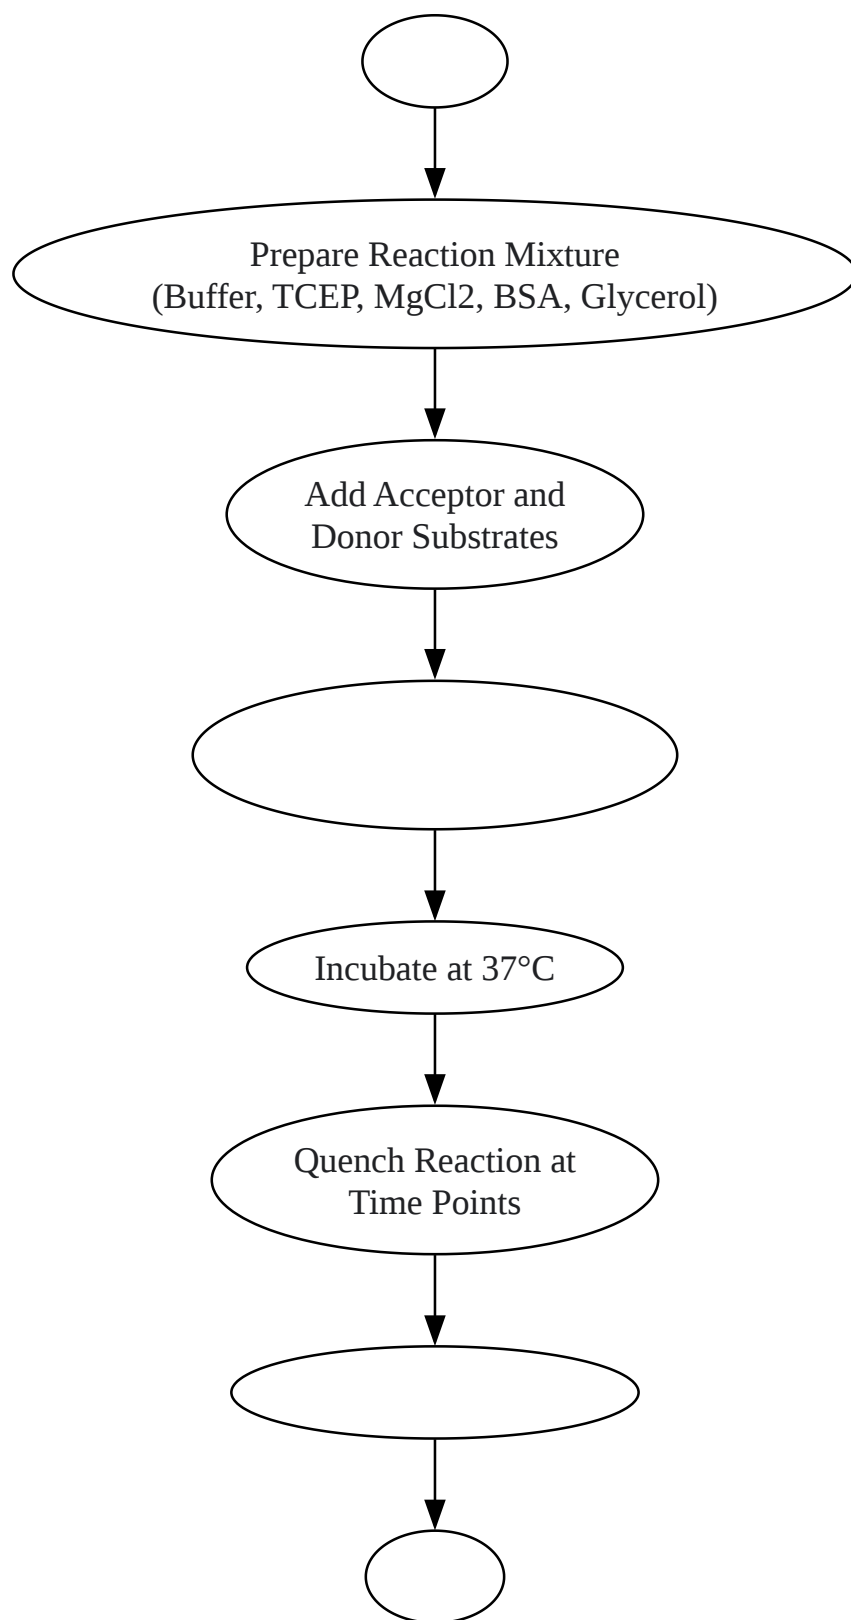 Prepare Reaction Mixture
(Buffer, TCEP, MgCl2, BSA, Glycerol)
Add Acceptor and
Donor Substrates
Incubate at 37°C
Quench Reaction at
Time Points